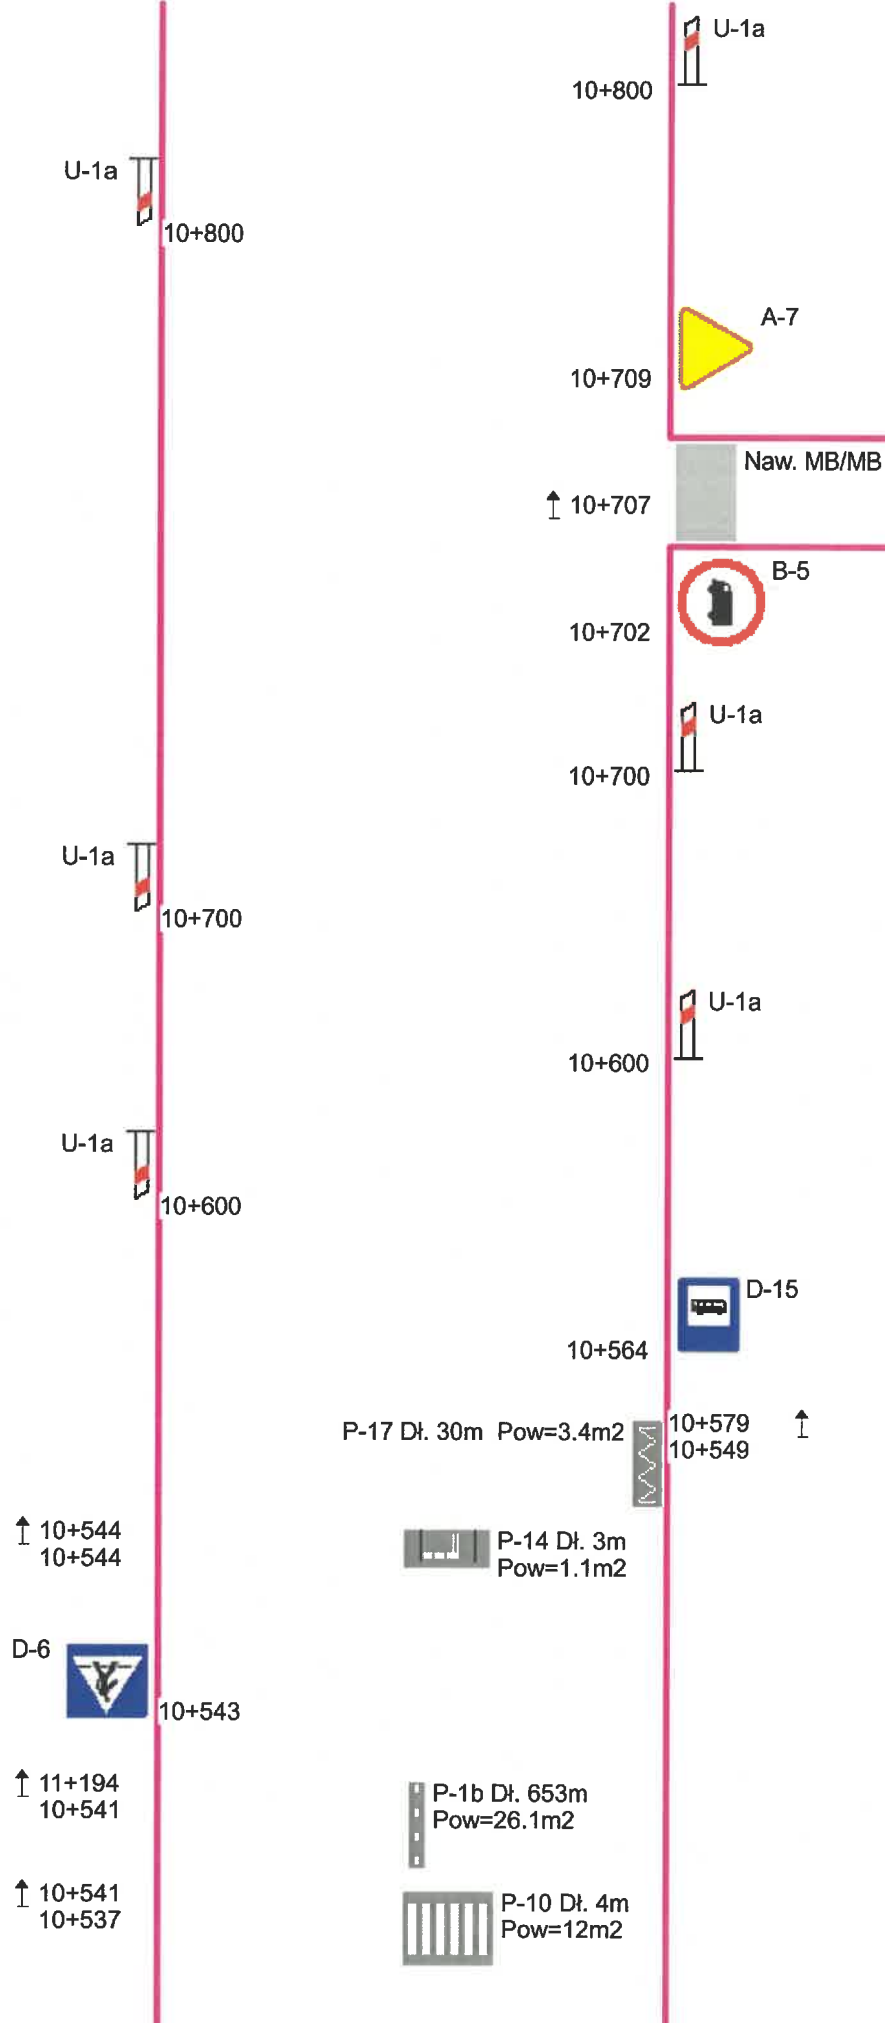 U-1a
10+800
U-1a
10+800
A-7
10+709
Naw. MB/MB
10+707
B-5
10+702
U-1a
10+700
U-1a
10+700
U-1a
10+600
U-1a
10+600
D-15
10+564
P-17 Dł. 30m Pow=3.4m2
10+579
10+549
10+544
10+544
P-14 Dł. 3m
Pow=1.1m2
D-6
10+543
11+194
10+541
P-1b Dł. 653m
Pow=26.1m2
10+541
10+537
P-10 Dł. 4m
Pow=12m2